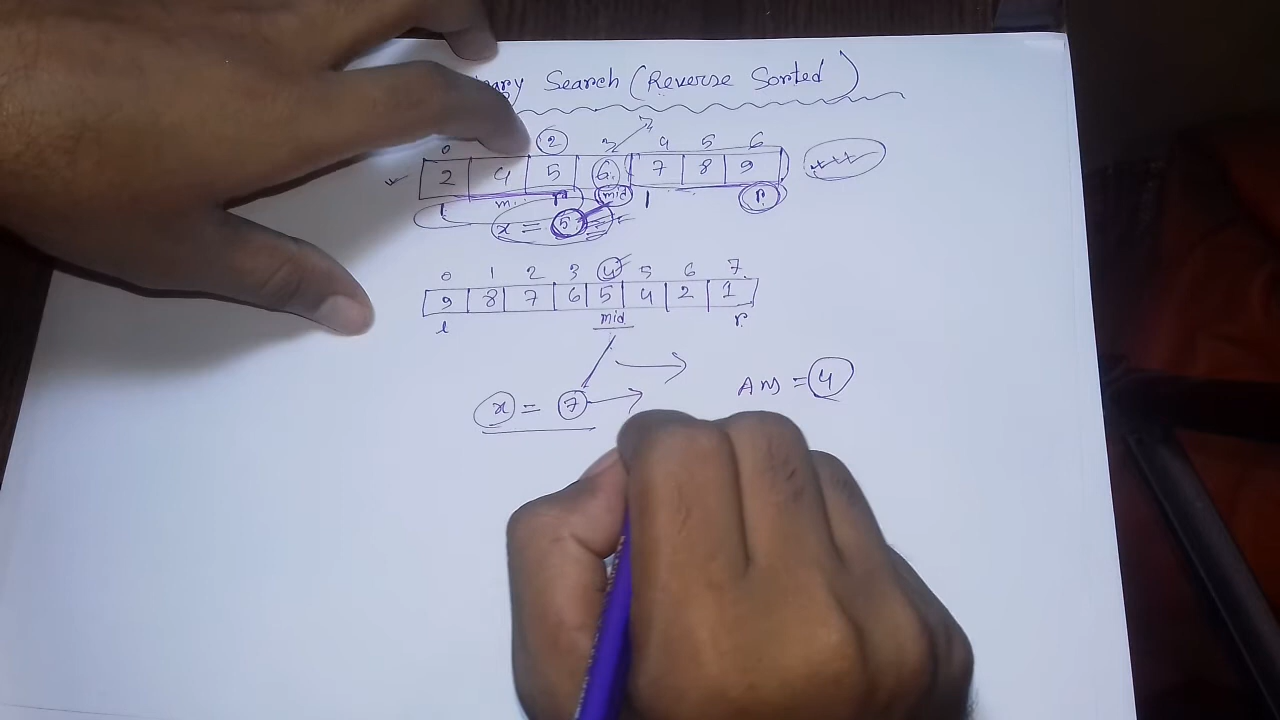 Search (Reverse Sorted)
0 2 3 4 5 6
2 4 5 6 7 8 9
l m r mid l r
x = 5
0 1 2 3 4 5 6 7
9 8 7 6 5 4 2 1
l mid r
x = 7 Ans = 4